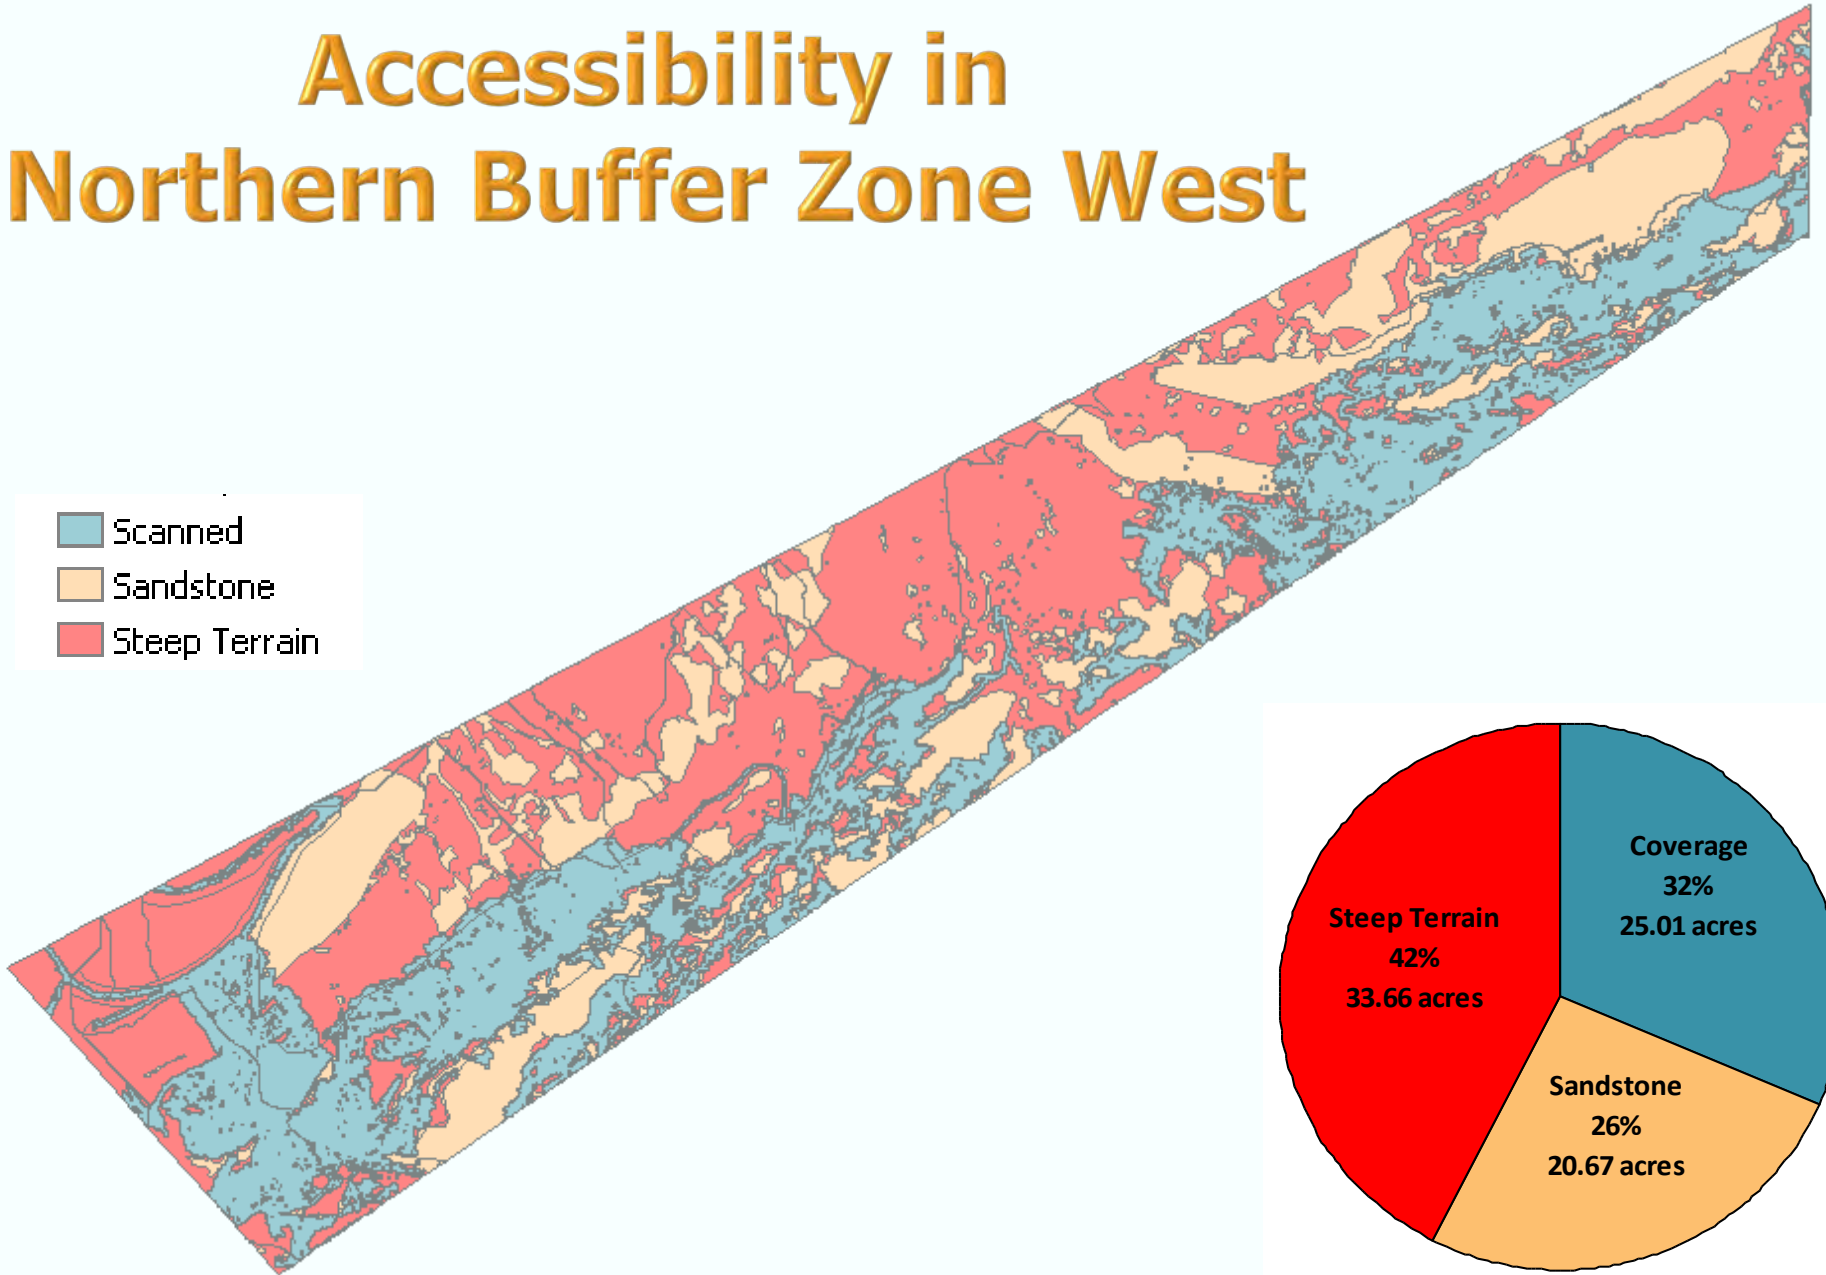 Accessibility in
Northern Buffer Zone West
Scanned
Sandstone
Steep Terrain
Coverage
32%
25.01 acres
Steep Terrain
42%
33.66 acres
Sandstone
26%
20.67 acres